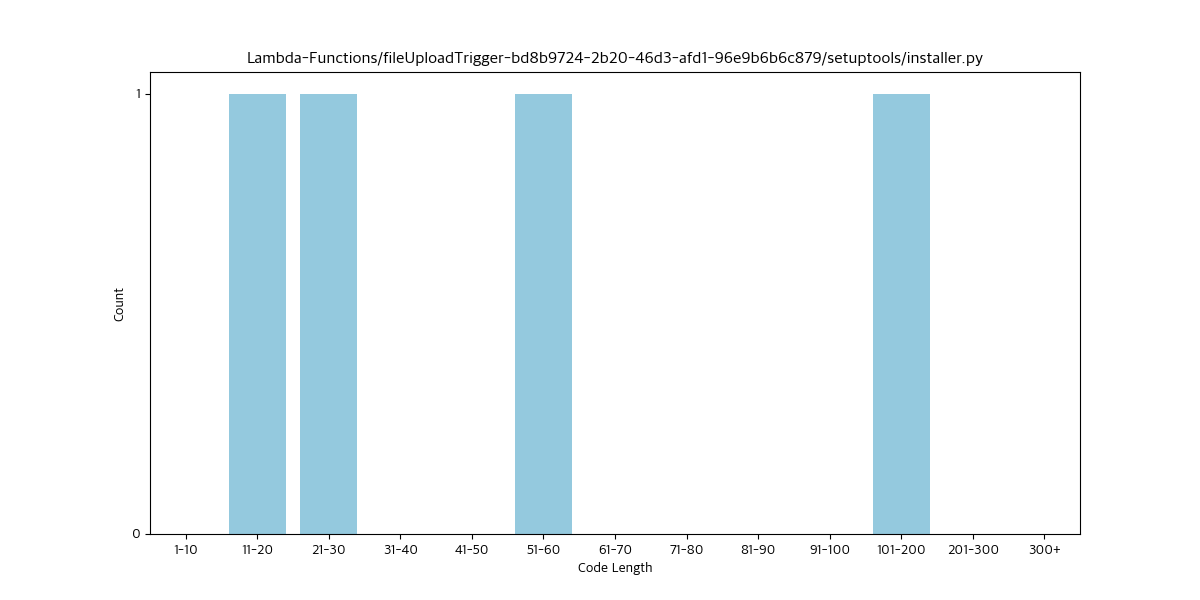 Lambda-Functions/fileUploadTrigger-bd8b9724-2b20-46d3-afd1-96e9b6b6c879/setuptools/installer.py
1
Count
0
1-10 11-20 21-30 31-40 41-50 51-60 61-70 71-80 81-90 91-100 101-200 201-300 300+
Code Length